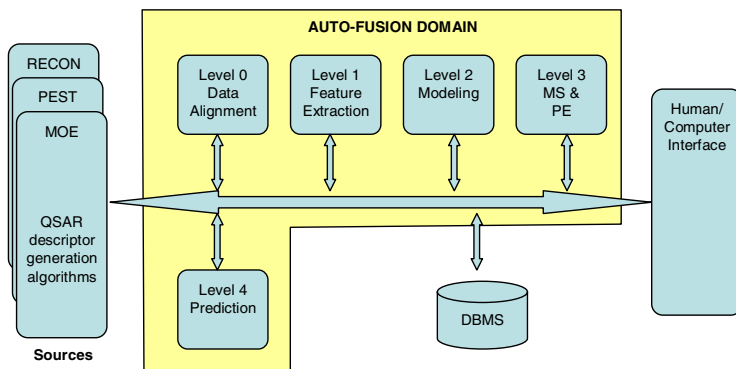 AUTO-FUSION DOMAIN
RECON
PEST
MOE
QSAR
descriptor
generation
algorithms
Sources
Level 0
Data
Alignment
Level 1
Feature
Extraction
Level 2
Modeling
Level 3
MS &
PE
Human/
Computer
Interface
Level 4
Prediction
DBMS